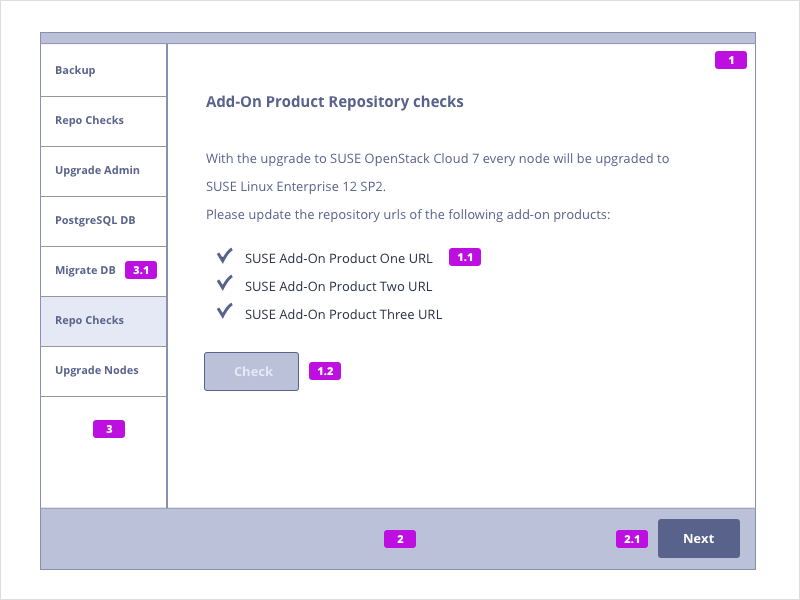 Backup
Repo Checks
Upgrade Admin
PostgreSQL DB
Migrate DB 3.1
Repo Checks
Upgrade Nodes
3
1
Add-On Product Repository checks
With the upgrade to SUSE OpenStack Cloud 7 every node will be upgraded to
SUSE Linux Enterprise 12 SP2.
Please update the repository urls of the following add-on products:
SUSE Add-On Product One URL 1.1
SUSE Add-On Product Two URL
SUSE Add-On Product Three URL
Check 1.2
2 2.1 Next